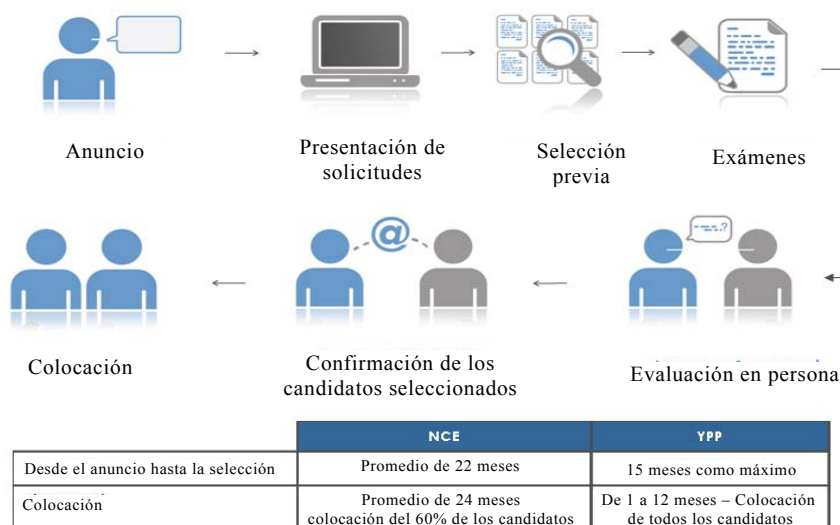 Anuncio
Presentación de
solicitudes
Selección
previa
Exámenes
@
Colocación
Confirmación de los
candidatos seleccionados
Evaluación en persona
NCE YPP
Desde el anuncio hasta la selección Promedio de 22 meses 15 meses como máximo
Colocación Promedio de 24 meses De 1 a 12 meses – Colocación
colocación del 60% de los candidatos de todos los candidatos